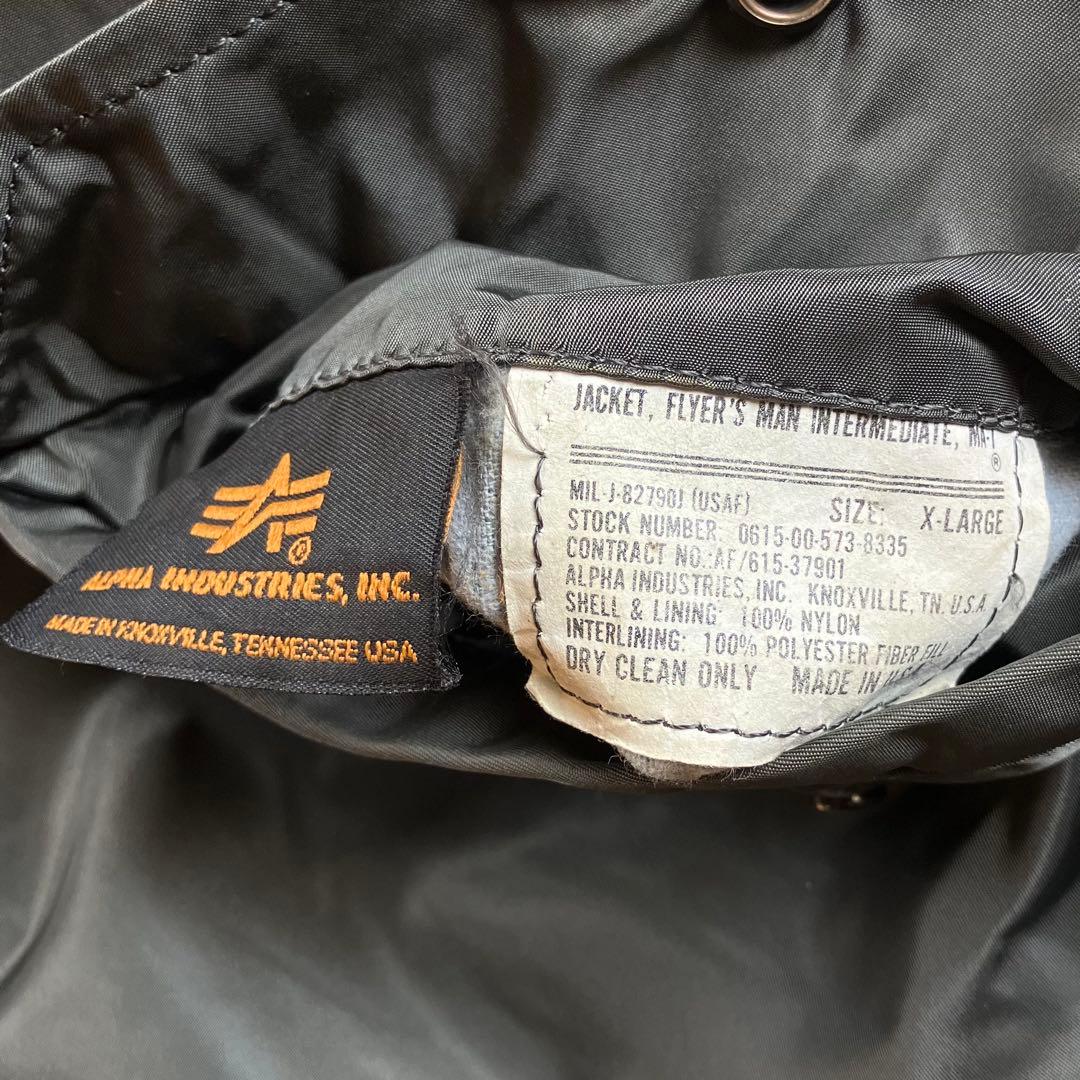 ALPHA INDUSTRIES, INC.
MADE IN KNOXVILLE, TENNESSEE USA
JACKET, FLYER'S MAN INTERMEDIATE, MA-1
®
MIL-J-82790J (USAF) SIZE: X-LARGE
STOCK NUMBER 0615-00-573-8335
CONTRACT NO.:AF/615-37901
ALPHA INDUSTRIES, INC. KNOXVILLE, TN. U.S.A.
SHELL & LINING: 100% NYLON
INTERLINING: 100% POLYESTER FIBER FILL
DRY CLEAN ONLY MADE IN U.S.